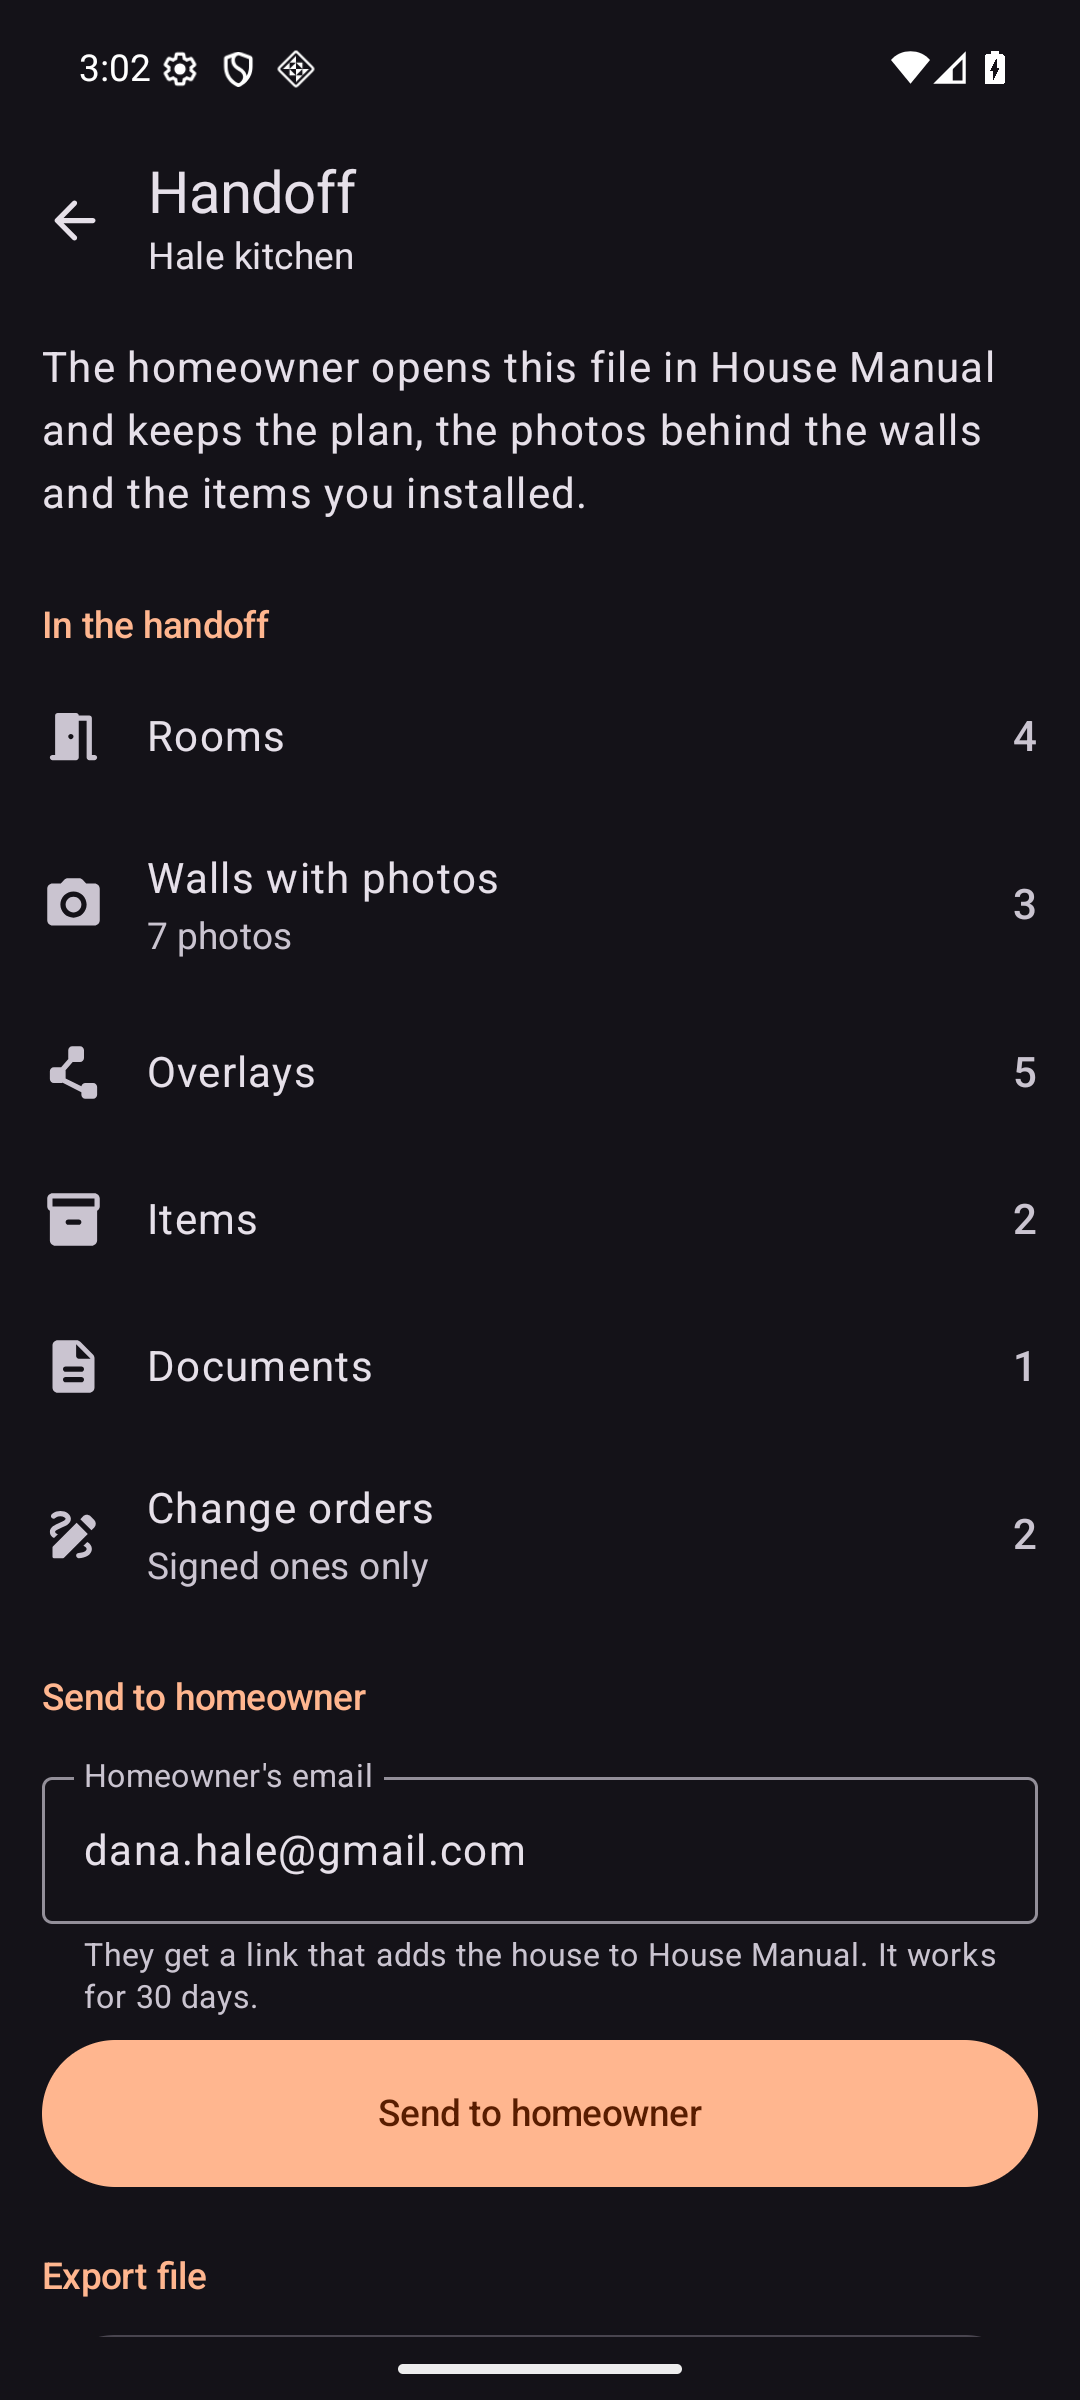 3:02
Handoff
Hale kitchen
The homeowner opens this file in House Manual
and keeps the plan, the photos behind the walls
and the items you installed.
In the handoff
Rooms 4
Walls with photos 3
7 photos
Overlays 5
Items 2
Documents 1
Change orders 2
Signed ones only
Send to homeowner
Homeowner's email
dana.hale@gmail.com
They get a link that adds the house to House Manual. It works
for 30 days.
Send to homeowner
Export file